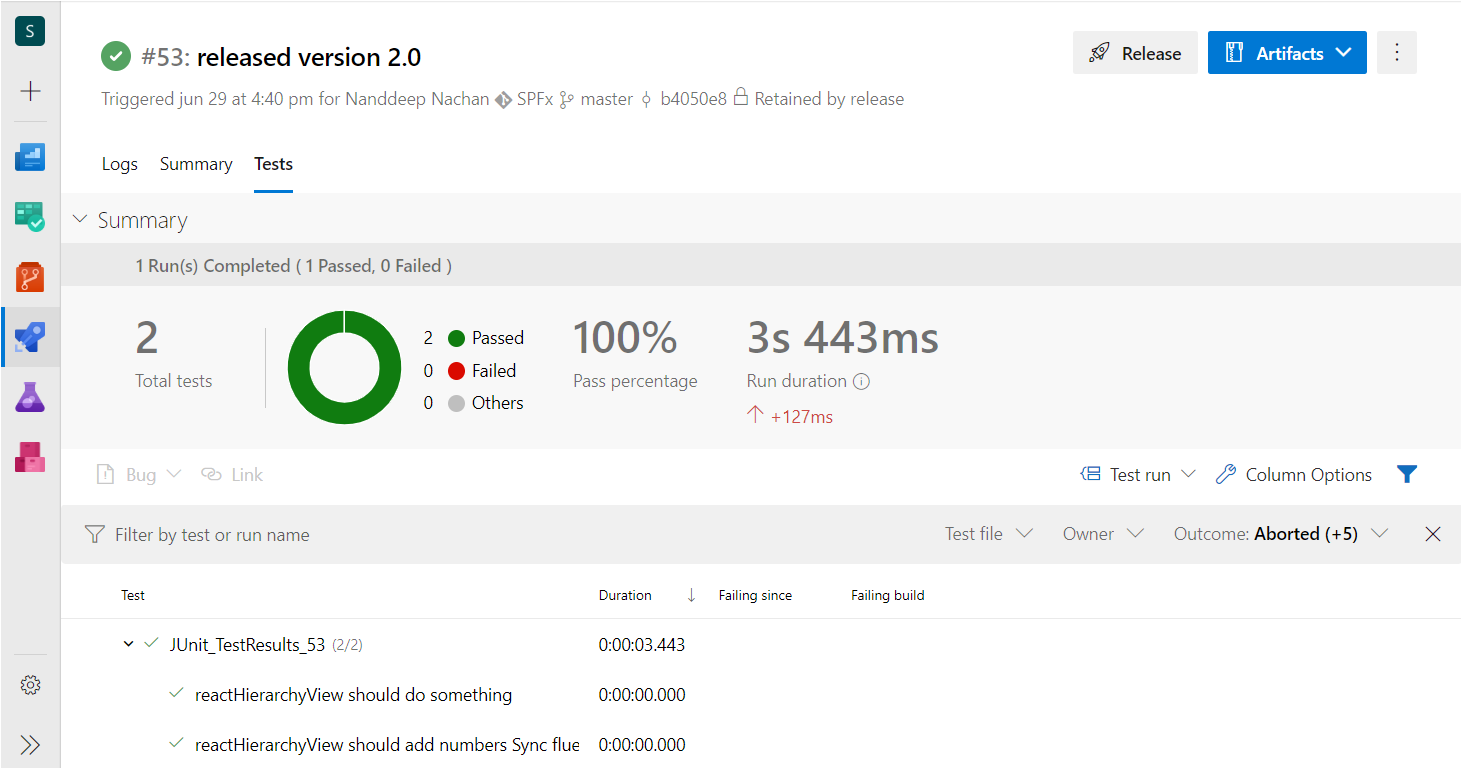 S
#53: released version 2.0
Release
Artifacts
Triggered jun 29 at 4:40 pm for Nanddeep Nachan SPFx master b4050e8 Retained by release
Logs Summary Tests
Summary
1 Run(s) Completed ( 1 Passed, 0 Failed )
2
Total tests
2 Passed
0 Failed
0 Others
100%
Pass percentage
3s 443ms
Run duration
+127ms
Bug Link Test run Column Options
Filter by test or run name Test file Owner Outcome: Aborted (+5)
Test Duration Failing since Failing build
JUnit_TestResults_53 (2/2) 0:00:03.443
reactHierarchyView should do something 0:00:00.000
reactHierarchyView should add numbers Sync flue 0:00:00.000